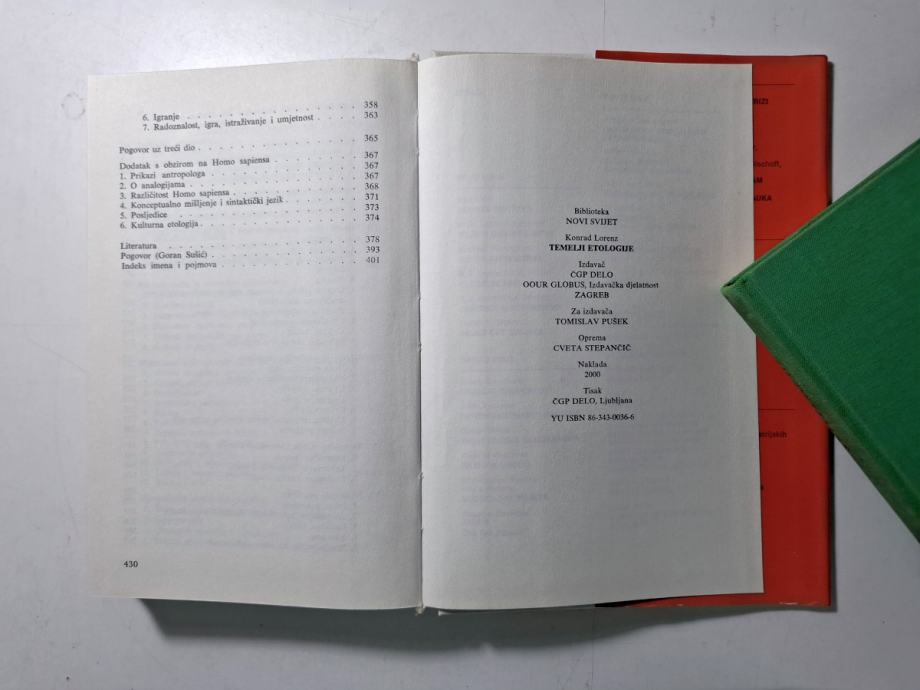 6. Igranje . . . . . . . . . . . . . . 358
7. Radoznalost, igra, istraživanje i umjetnost . . . . 363
Pogovor uz treći dio . . . . . . . . . . . . . 365
Dodatak s obzirom na Homo sapiensa . . . . . . . 367
1. Prikazi antropologa . . . . . . . . . . . . 367
2. O analogijama . . . . . . . . . . . . . 367
3. Različitost Homo sapiensa . . . . . . . . . . 368
4. Konceptualno mišljenje i sintaktički jezik . . . . . . 371
5. Posljedice . . . . . . . . . . . . . . 373
6. Kulturna etologija . . . . . . . . . . . . . 374
Literatura . . . . . . . . . . . . . . . 378
Pogovor (Goran Sušić) . . . . . . . . . . . . 393
Indeks imena i pojmova . . . . . . . . . . . . 401
430
Biblioteka
NOVI SVIJET
Konrad Lorenz
TEMELJI ETOLOGIJE
Izdavač
ČGP DELO
OOUR GLOBUS, Izdavačka djelatnost
ZAGREB
Za izdavača
TOMISLAV PUŠEK
Oprema
CVETA STEPANČIČ
Naklada
2000
Tisak
ČGP DELO, Ljubljana
YU ISBN 86-343-0036-6